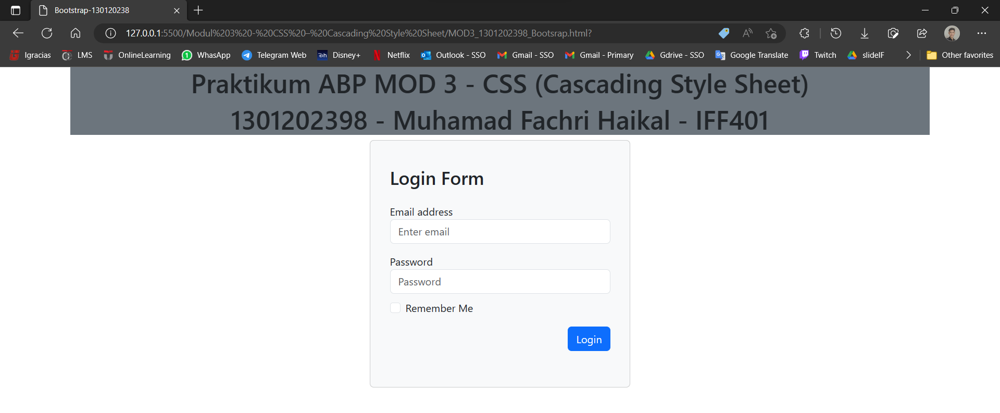 Bootstrap-130120238
127.0.0.1:5500/Modul%203%20-%20CSS%20–%20Cascading%20Style%20Sheet/MOD3_1301202398_Bootsrap.html?
Igracias LMS OnlineLearning WhasApp Telegram Web Disney+ Netflix Outlook - SSO Gmail - SSO Gmail - Primary Gdrive - SSO Google Translate Twitch slideIF Other favorites
Praktikum ABP MOD 3 - CSS (Cascading Style Sheet)
1301202398 - Muhamad Fachri Haikal - IFF401
Login Form
Email address
Enter email
Password
Password
Remember Me
Login